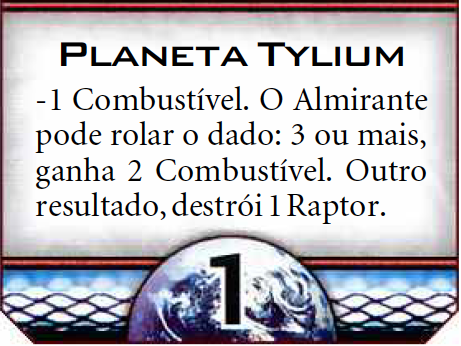 PLANETA TYLIUM
-1 Combustível. O Almirante
pode rolar o dado: 3 ou mais,
ganha 2 Combustível. Outro
resultado, destrói 1 Raptor.
1